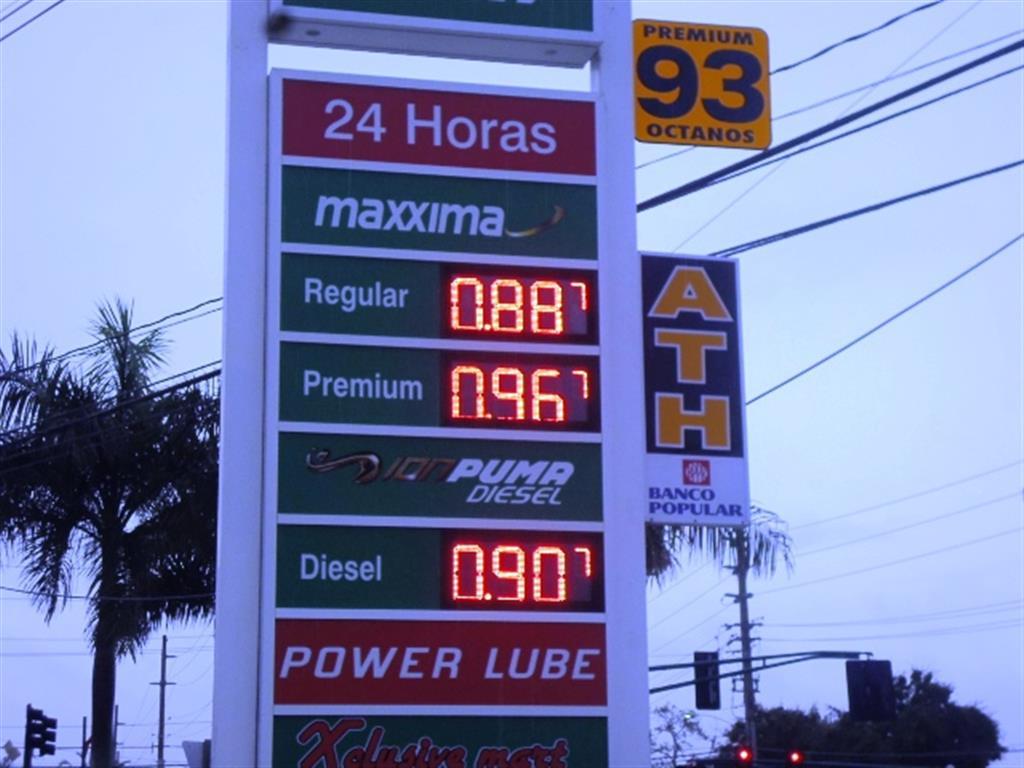 PREMIUM
93
OCTANOS
24 Horas
maxxima
Regular 0.88⁷
Premium 0.96⁷
ION PUMA
DIESEL
Diesel 0.90⁷
POWER LUBE
Xclusive mart
ATH
BANCO
POPULAR